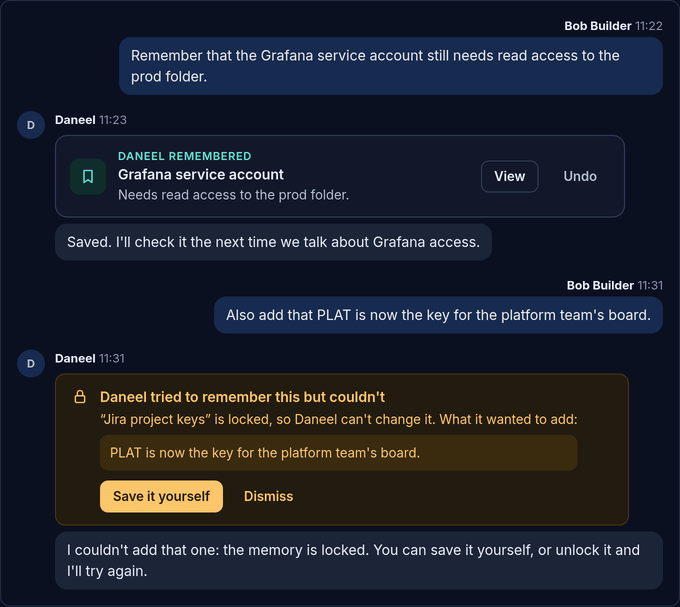 Bob Builder 11:22
Remember that the Grafana service account still needs read access to the
prod folder.
D
Daneel 11:23
DANEEL REMEMBERED
Grafana service account
Needs read access to the prod folder.
View
Undo
Saved. I'll check it the next time we talk about Grafana access.
Bob Builder 11:31
Also add that PLAT is now the key for the platform team's board.
D
Daneel 11:31
Daneel tried to remember this but couldn't
“Jira project keys” is locked, so Daneel can't change it. What it wanted to add:
PLAT is now the key for the platform team's board.
Save it yourself
Dismiss
I couldn't add that one: the memory is locked. You can save it yourself, or unlock it and
I'll try again.